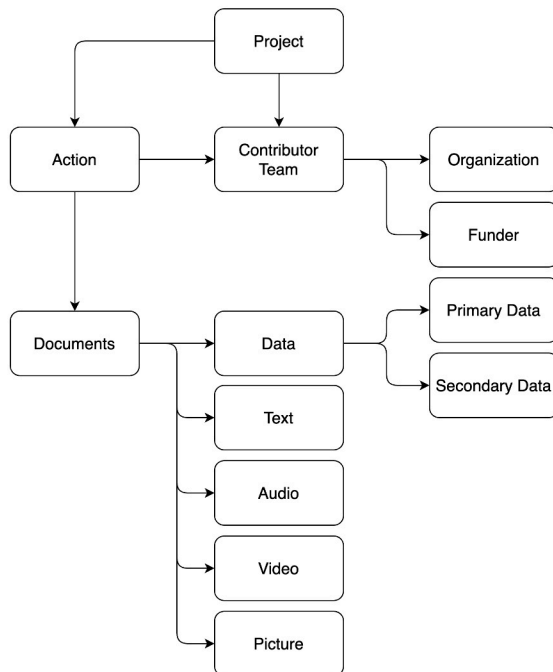 Project
Action
Contributor
Team
Organization
Funder
Documents
Data
Primary Data
Secondary Data
Text
Audio
Video
Picture